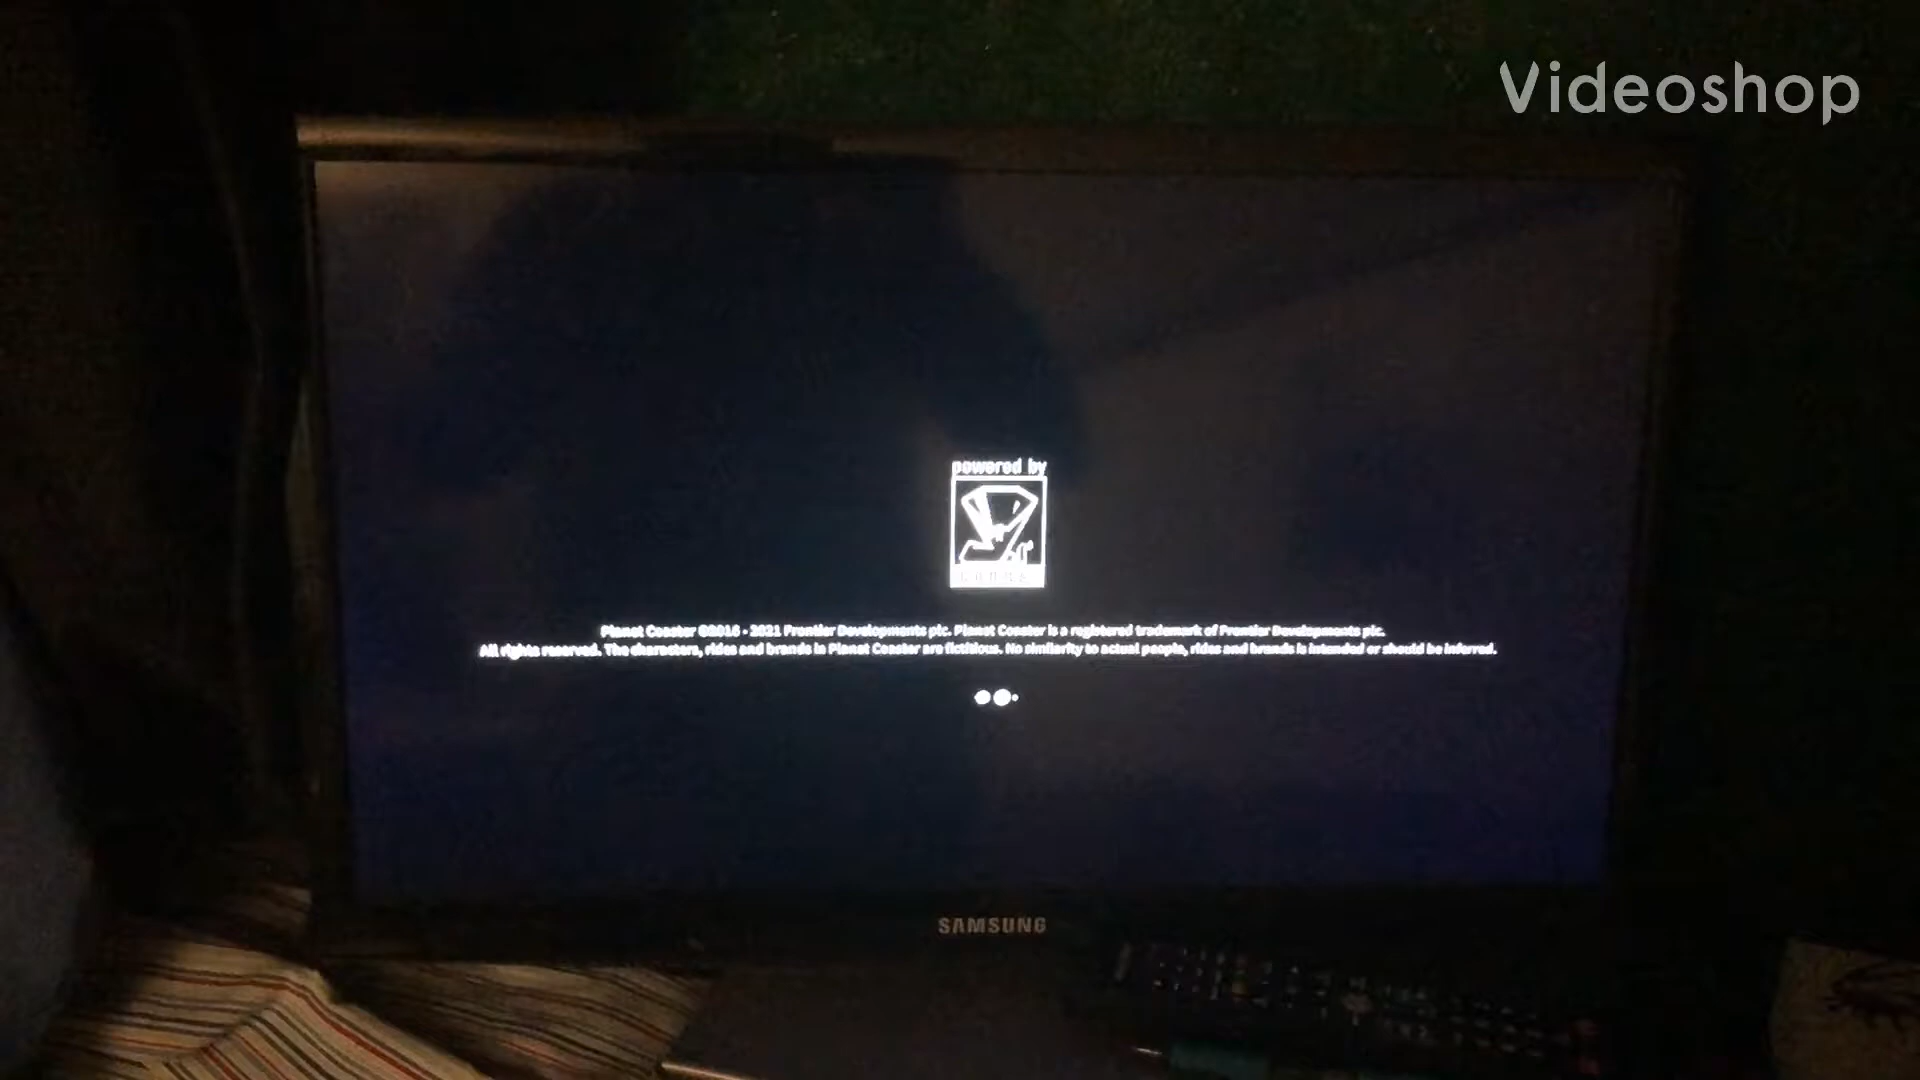 Videoshop
powered by
COBRA
Planet Coaster ©2016 - 2021 Frontier Developments plc. Planet Coaster is a registered trademark of Frontier Developments plc.
All rights reserved. The characters, rides and brands in Planet Coaster are fictitious. No similarity to actual people, rides and brands is intended or should be inferred.
SAMSUNG